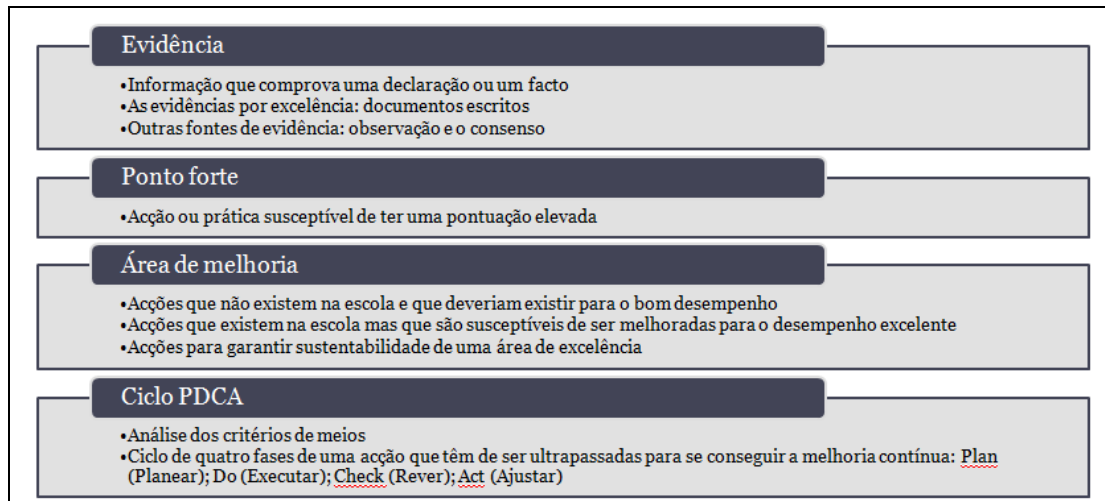 Evidência
•Informação que comprova uma declaração ou um facto
•As evidências por excelência: documentos escritos
•Outras fontes de evidência: observação e o consenso
Ponto forte
•Acção ou prática susceptível de ter uma pontuação elevada
Área de melhoria
•Acções que não existem na escola e que deveriam existir para o bom desempenho
•Acções que existem na escola mas que são susceptíveis de ser melhoradas para o desempenho excelente
•Acções para garantir sustentabilidade de uma área de excelência
Ciclo PDCA
•Análise dos critérios de meios
•Ciclo de quatro fases de uma acção que têm de ser ultrapassadas para se conseguir a melhoria contínua: Plan
(Planear); Do (Executar); Check (Rever); Act (Ajustar)